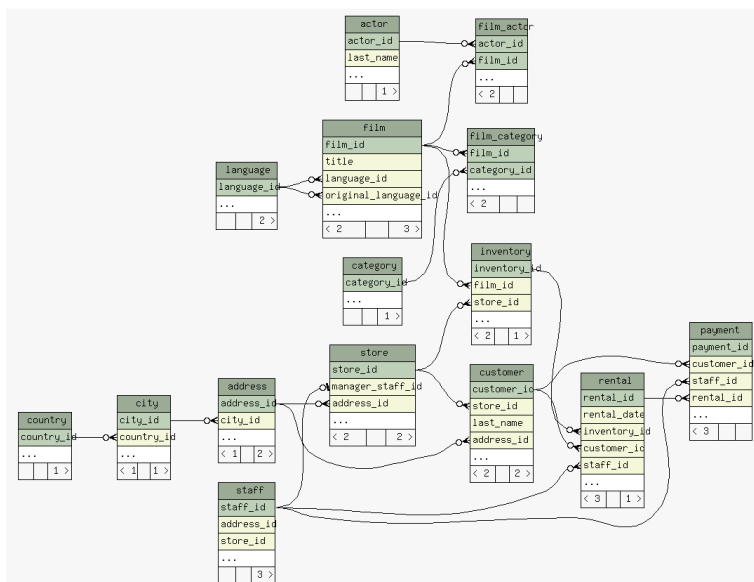 actor
actor_id
last_name
...
1 >
film_actor
actor_id
film_id
...
< 2
film
film_id
title
language_id
original_language_id
...
< 2 3 >
film_category
film_id
category_id
...
< 2
language
language_id
...
2 >
category
category_id
...
1 >
inventory
inventory_id
film_id
store_id
...
< 2 1 >
payment
payment_id
customer_id
staff_id
rental_id
...
< 3
store
store_id
manager_staff_id
address_id
...
< 2 2 >
customer
customer_id
store_id
last_name
address_id
...
< 2 2 >
rental
rental_id
rental_date
inventory_id
customer_id
staff_id
...
< 3 1 >
address
address_id
city_id
...
< 1 2 >
city
city_id
country_id
...
< 1 1 >
country
country_id
...
1 >
staff
staff_id
address_id
store_id
...
3 >